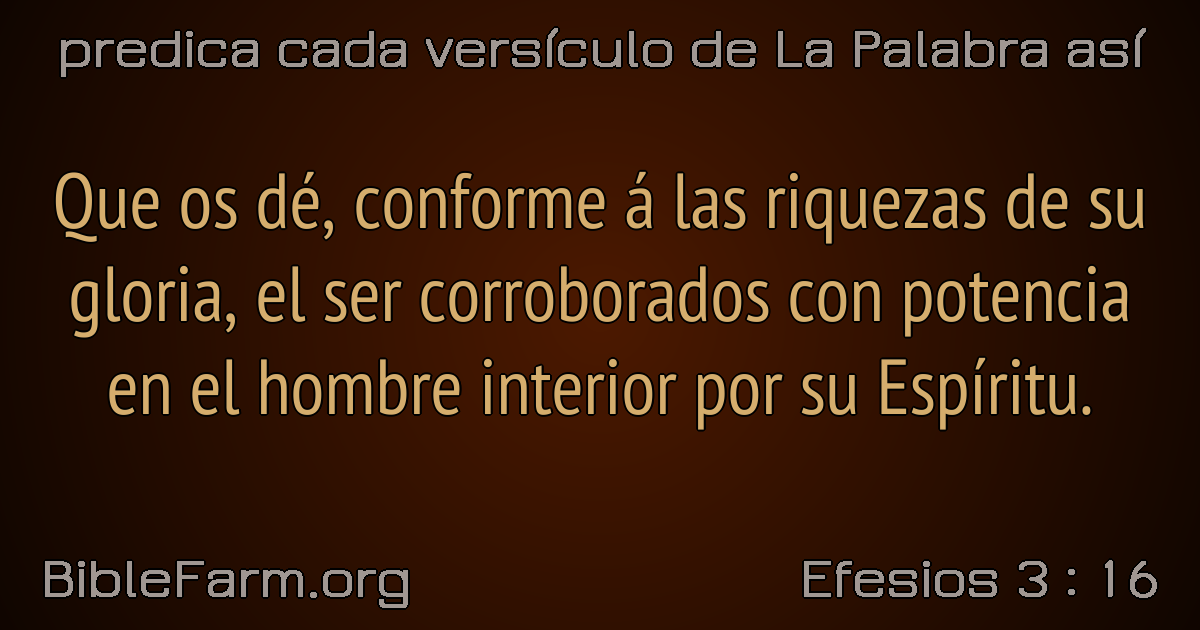 predica cada versículo de La Palabra así
Que os dé, conforme á las riquezas de su
gloria, el ser corroborados con potencia
en el hombre interior por su Espíritu.
BibleFarm.org
Efesios 3 : 16